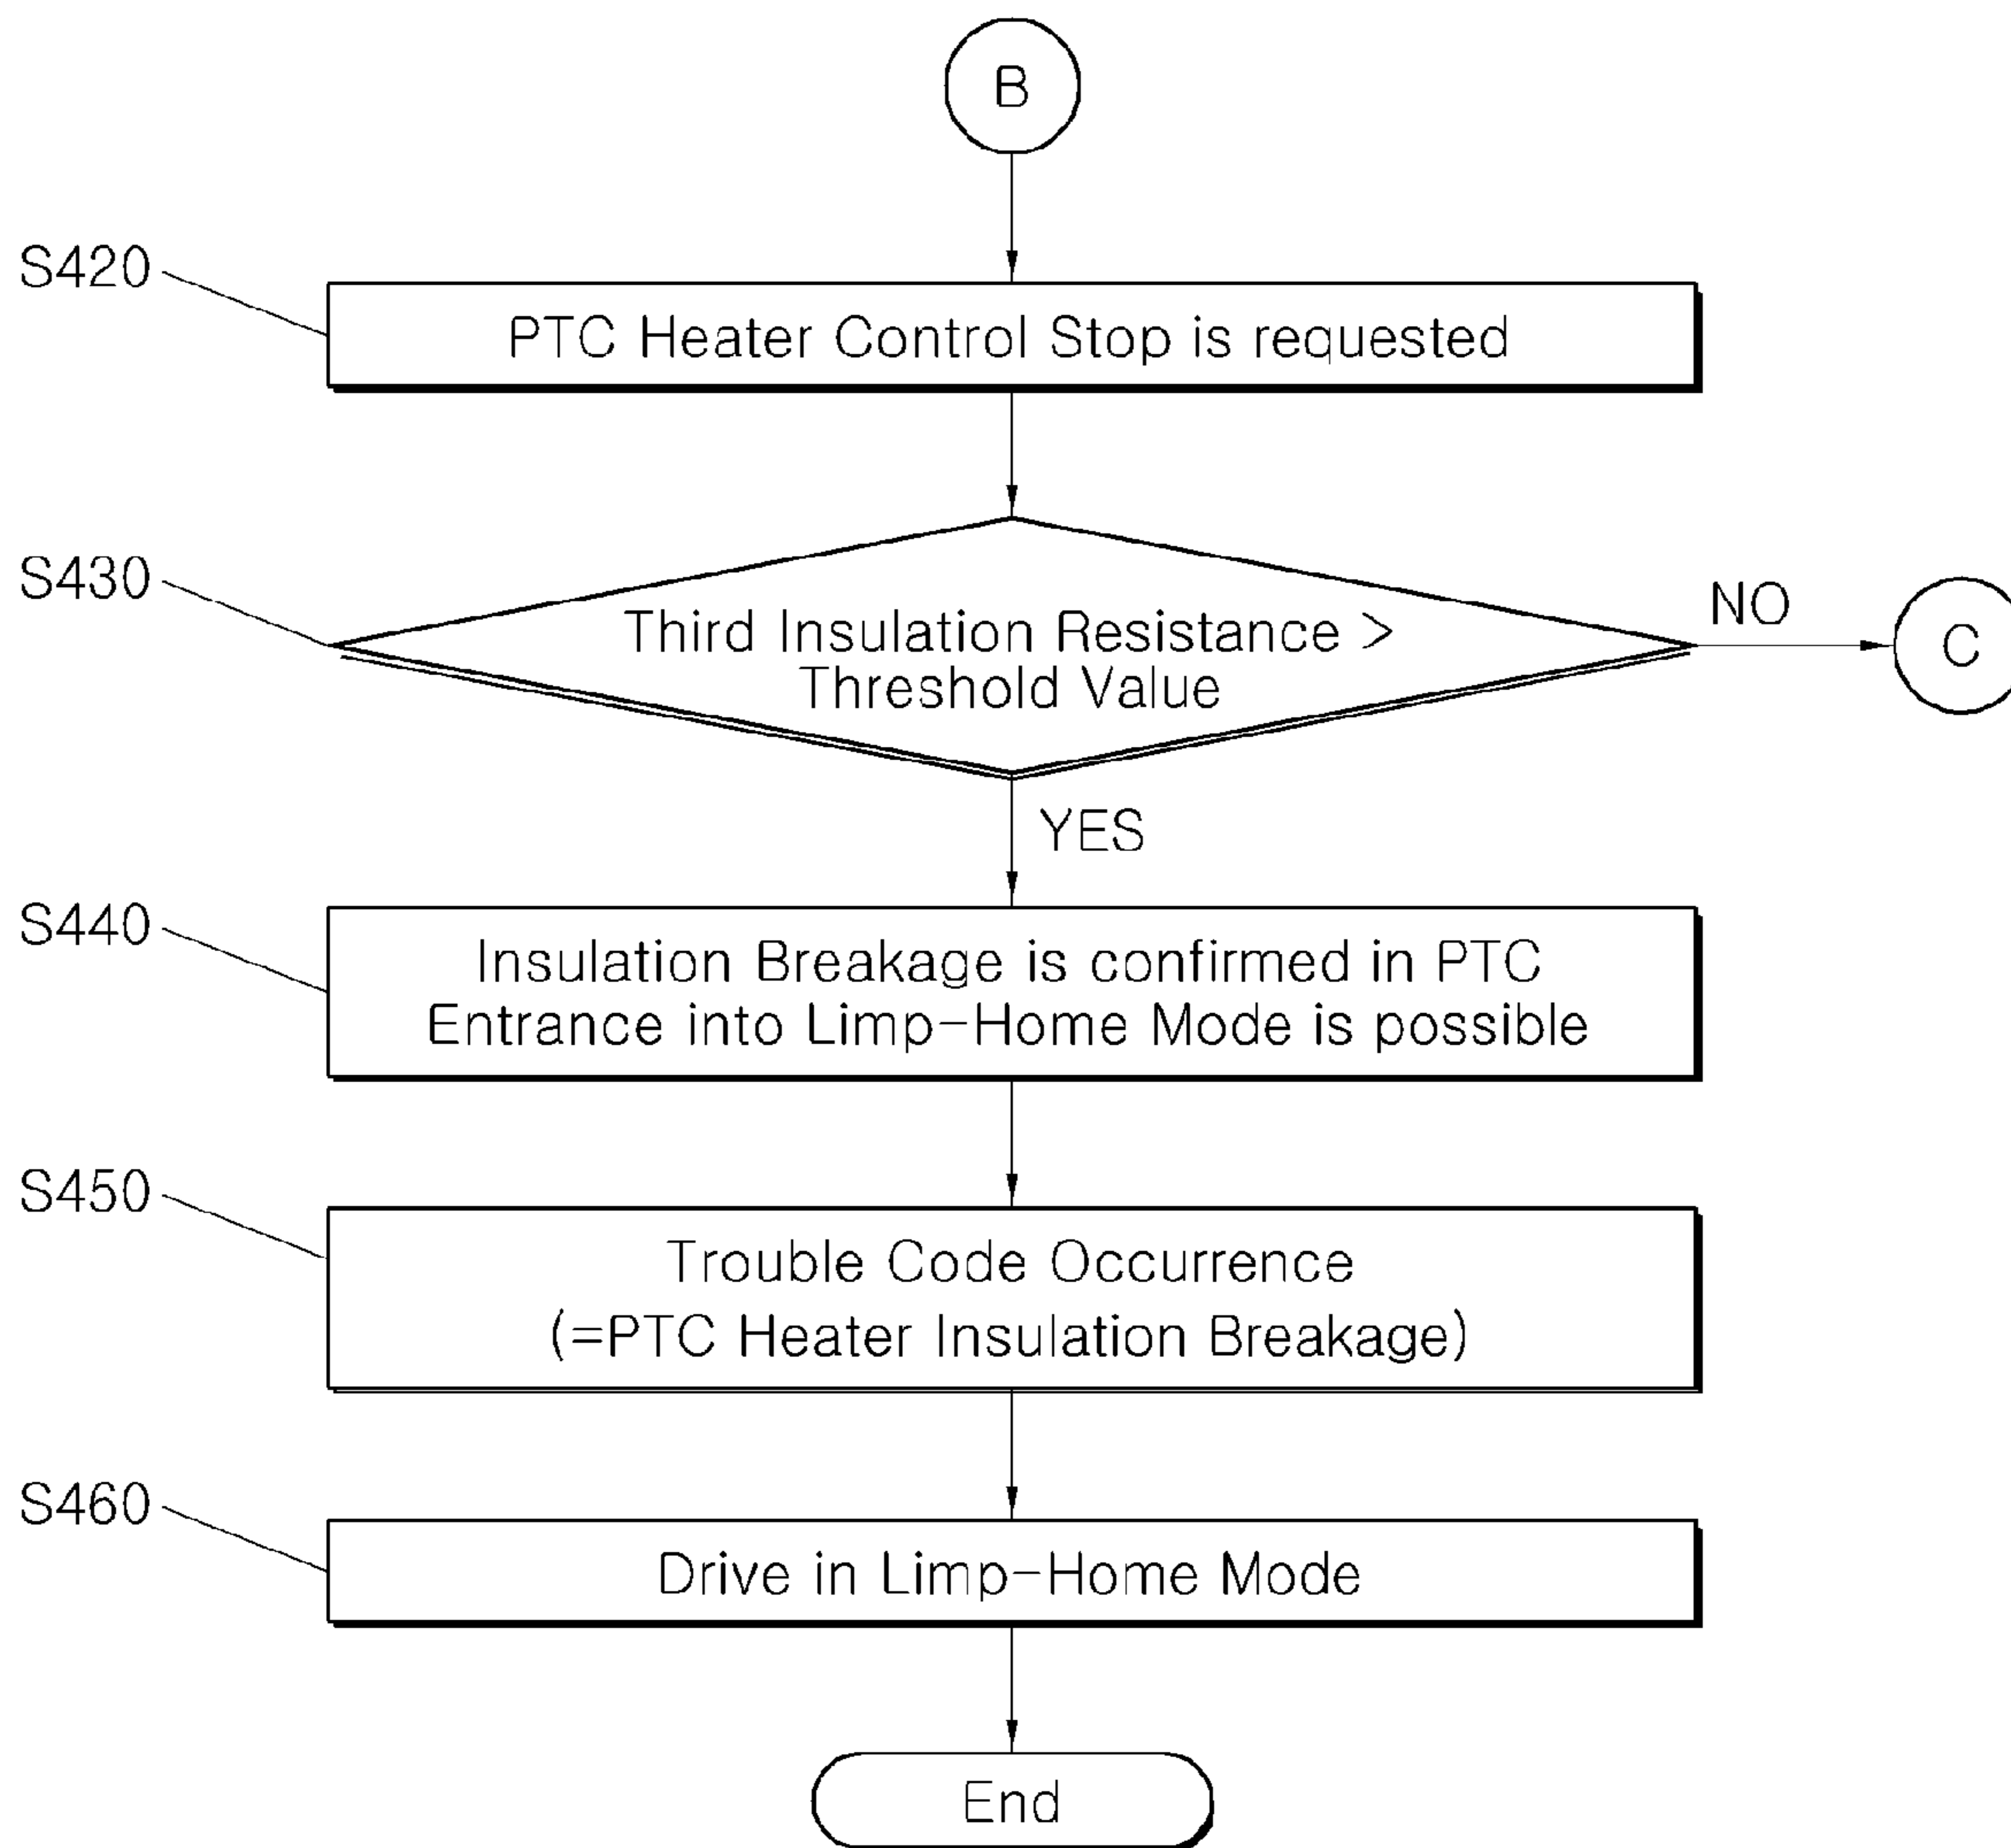 B
S420
PTC Heater Control Stop is requested
S430
Third Insulation Resistance >
Threshold Value
NO
C
YES
S440
Insulation Breakage is confirmed in PTC
Entrance into Limp-Home Mode is possible
S450
Trouble Code Occurrence
(=PTC Heater Insulation Breakage)
S460
Drive in Limp-Home Mode
End